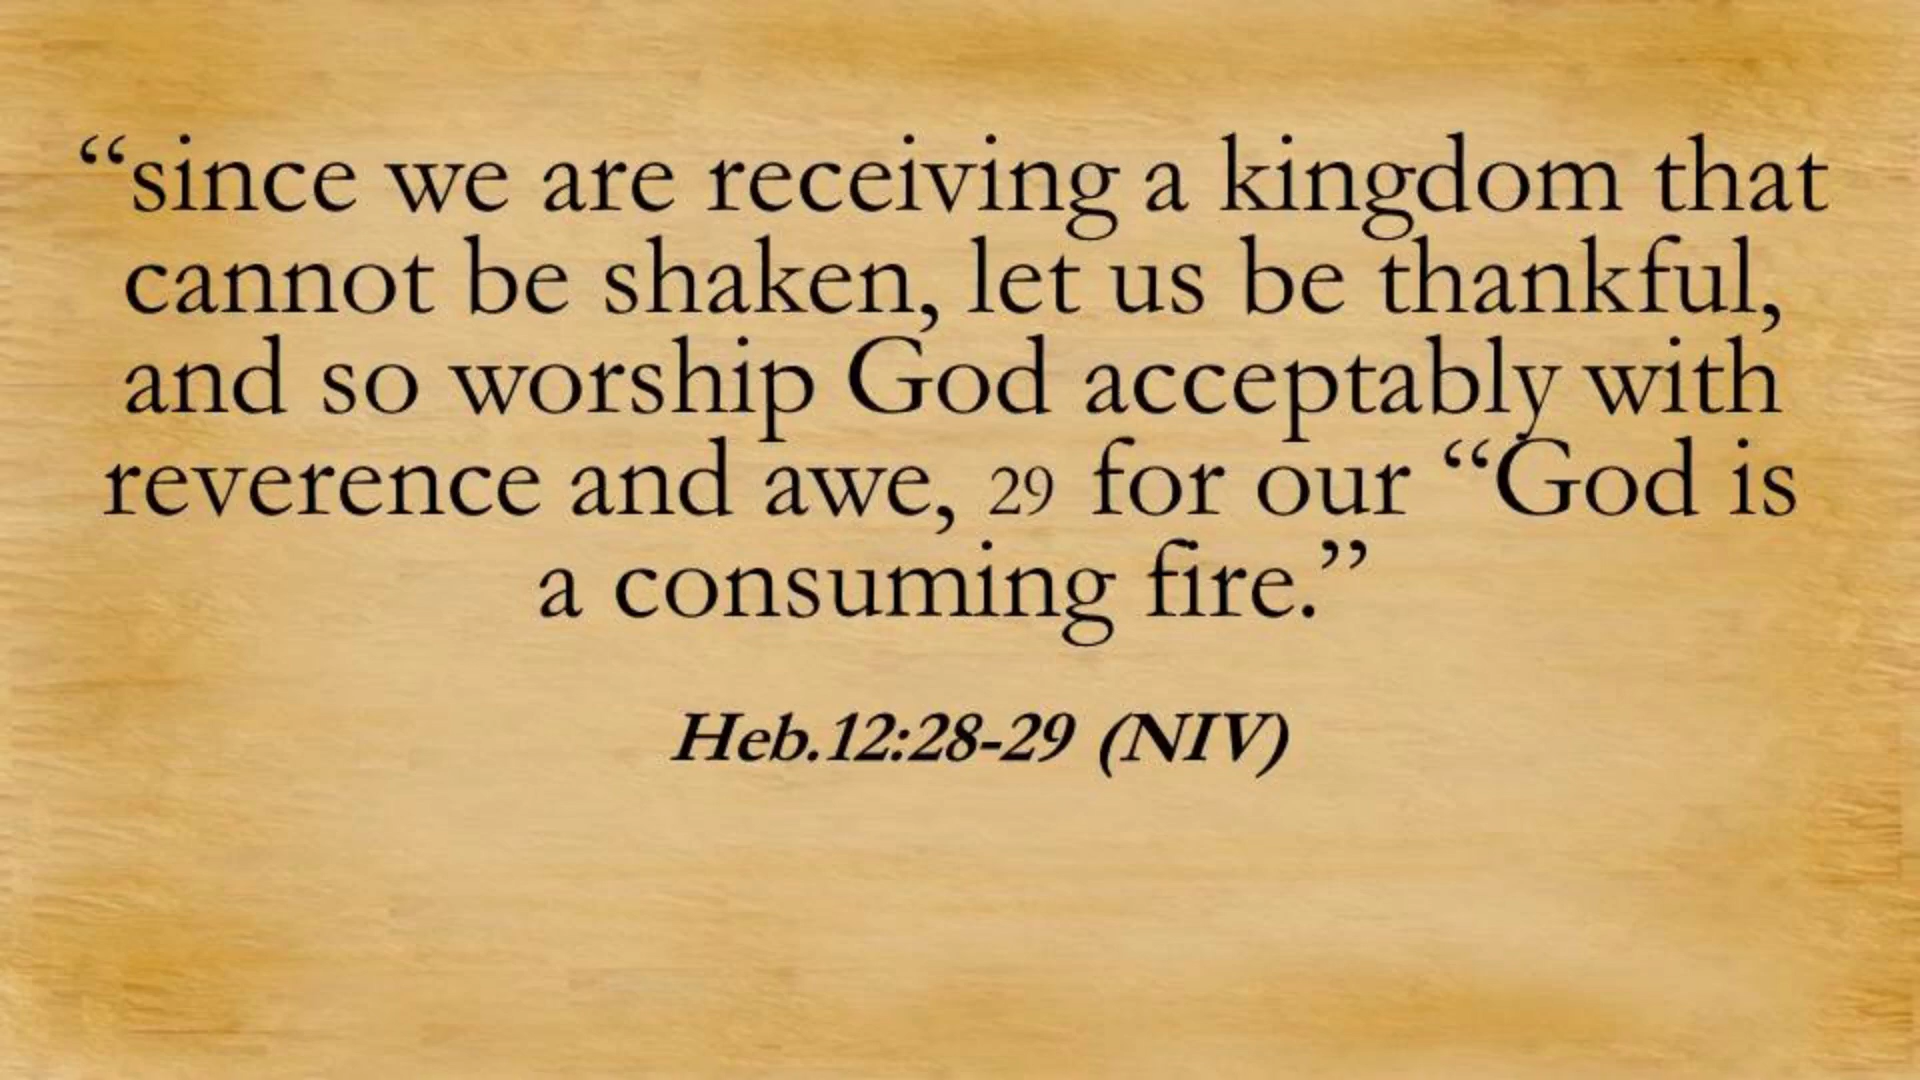 “since we are receiving a kingdom that
cannot be shaken, let us be thankful,
and so worship God acceptably with
reverence and awe, 29 for our “God is
a consuming fire.”
Heb.12:28-29 (NIV)